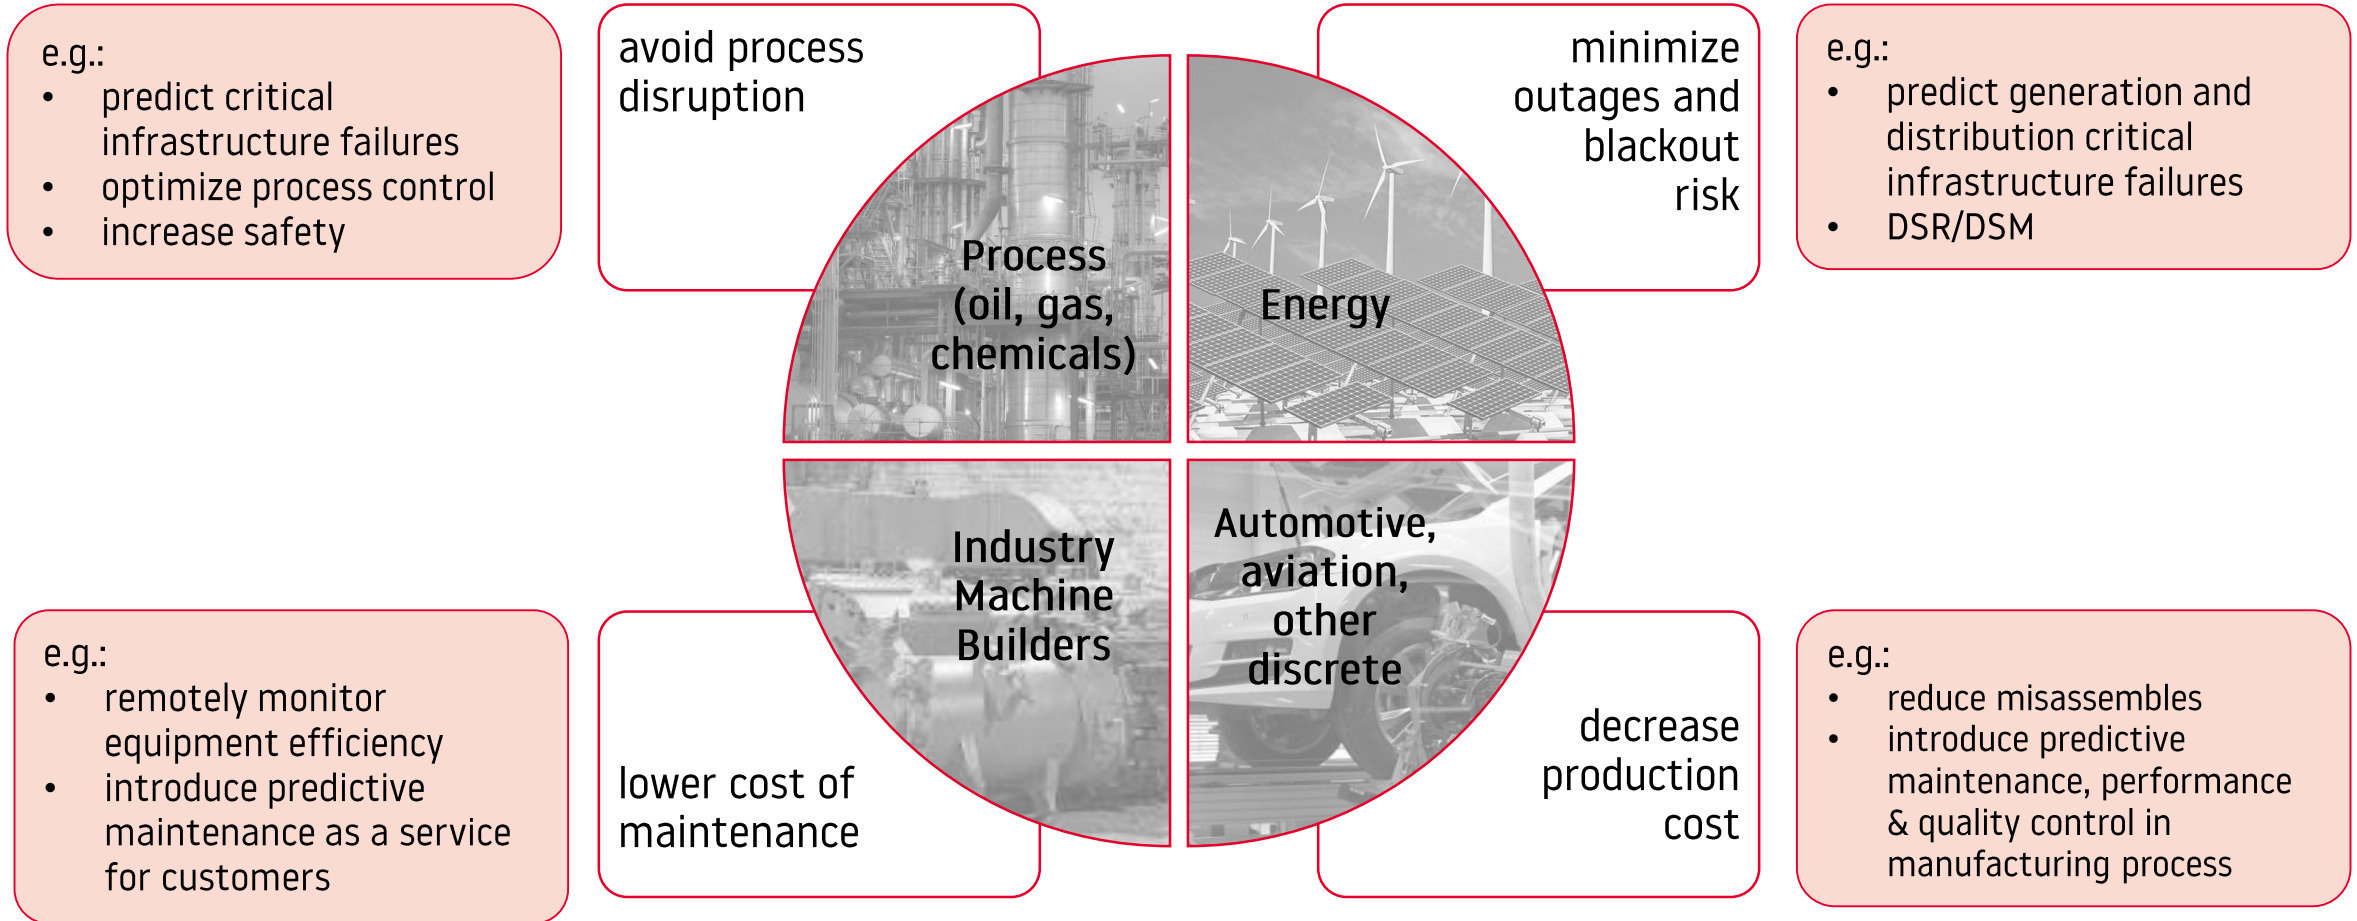 e.g.:
• predict critical
infrastructure failures
• optimize process control
• increase safety
avoid process
disruption
Process
(oil, gas,
chemicals)
Energy
minimize
outages and
blackout
risk
e.g.:
• predict generation and
distribution critical
infrastructure failures
• DSR/DSM
e.g.:
• remotely monitor
equipment efficiency
• introduce predictive
maintenance as a service
for customers
lower cost of
maintenance
Industry
Machine
Builders
Automotive,
aviation,
other
discrete
decrease
production
cost
e.g.:
• reduce misassembles
• introduce predictive
maintenance, performance
& quality control in
manufacturing process